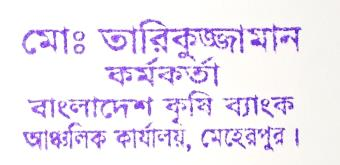 মোঃ তারিকুজ্জামান
কর্মকর্তা
বাংলাদেশ কৃষি ব্যাংক
আঞ্চলিক কার্যালয়, মেহেরপুর।